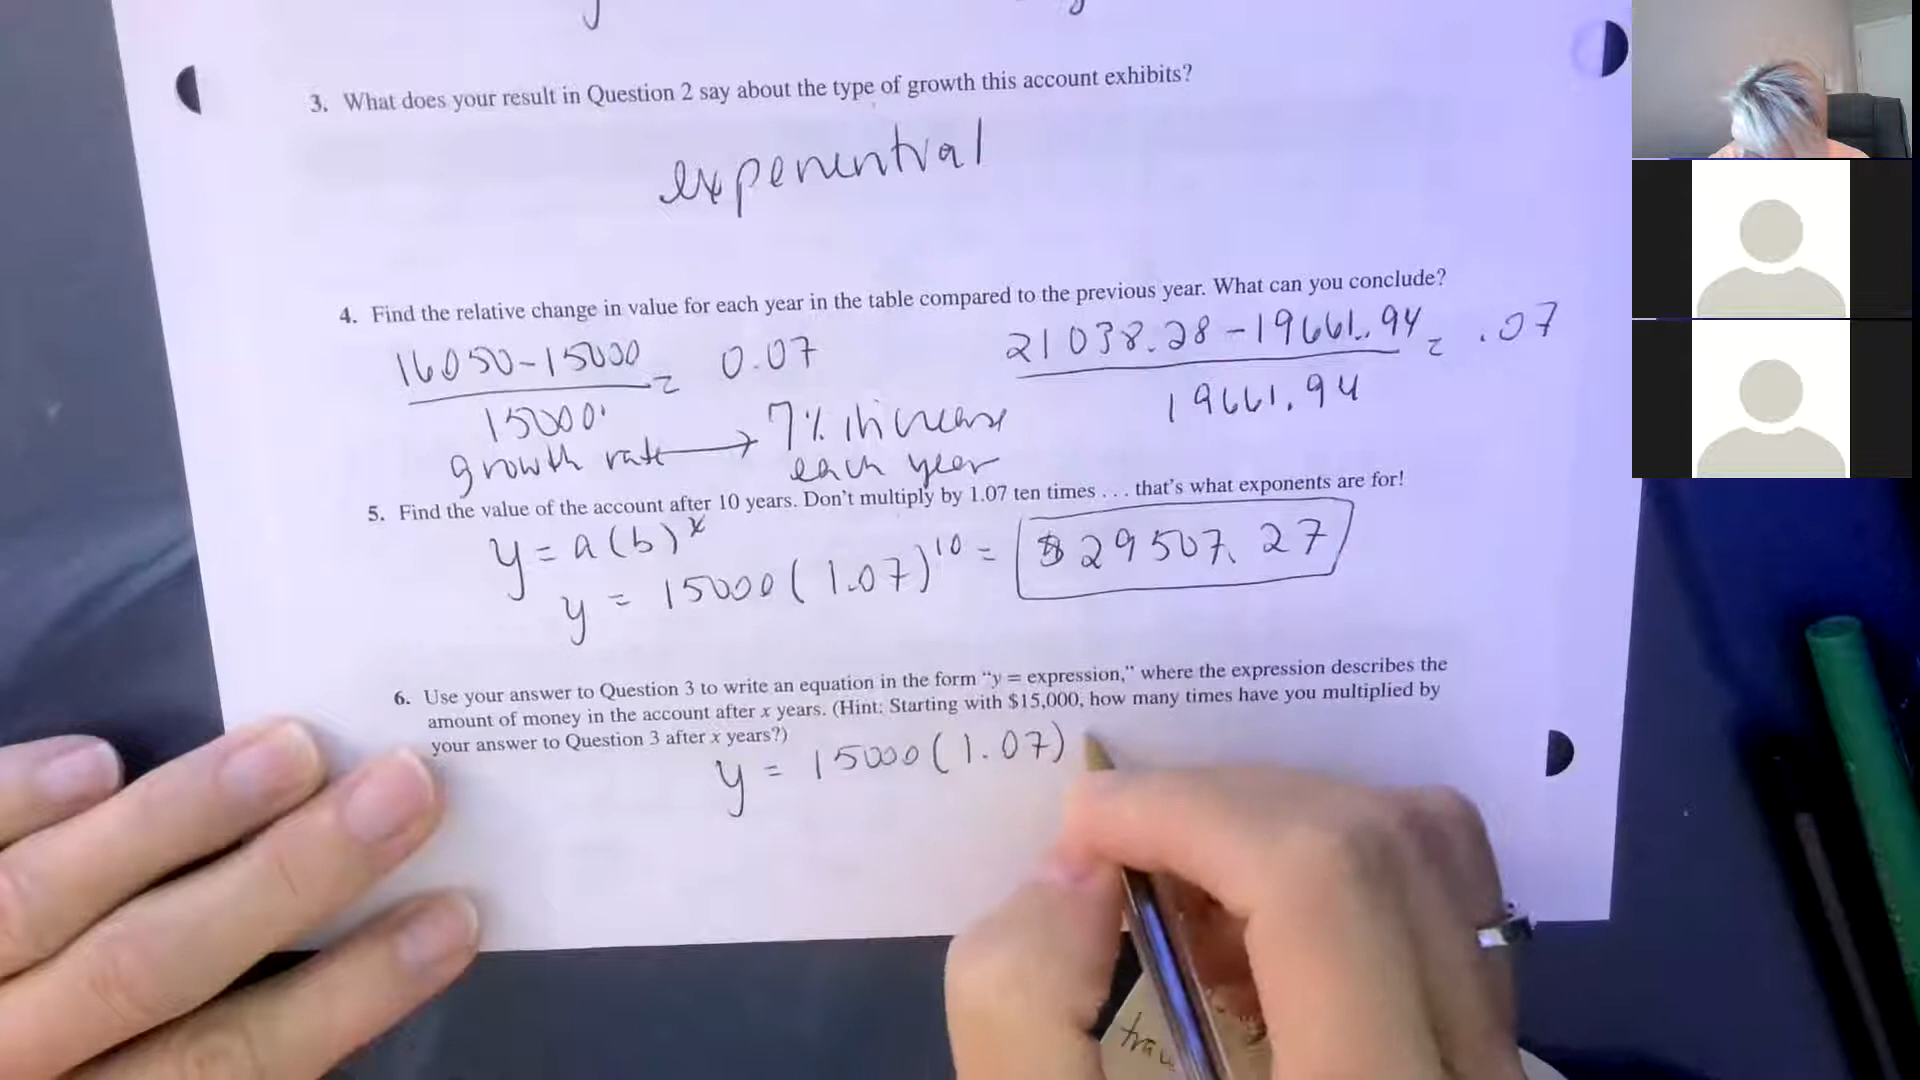 3. What does your result in Question 2 say about the type of growth this account exhibits?
exponential
4. Find the relative change in value for each year in the table compared to the previous year. What can you conclude?
16050-15000 / 15000 = 0.07
21038.28-19661.94 / 19661.94 = .07
growth rate → 7% increase
each year
5. Find the value of the account after 10 years. Don't multiply by 1.07 ten times . . . that's what exponents are for!
y = a(b)^x
y = 15000(1.07)^10 = $29507.27
6. Use your answer to Question 3 to write an equation in the form "y = expression," where the expression describes the
amount of money in the account after x years. (Hint: Starting with $15,000, how many times have you multiplied by
your answer to Question 3 after x years?)
y = 15000(1.07)